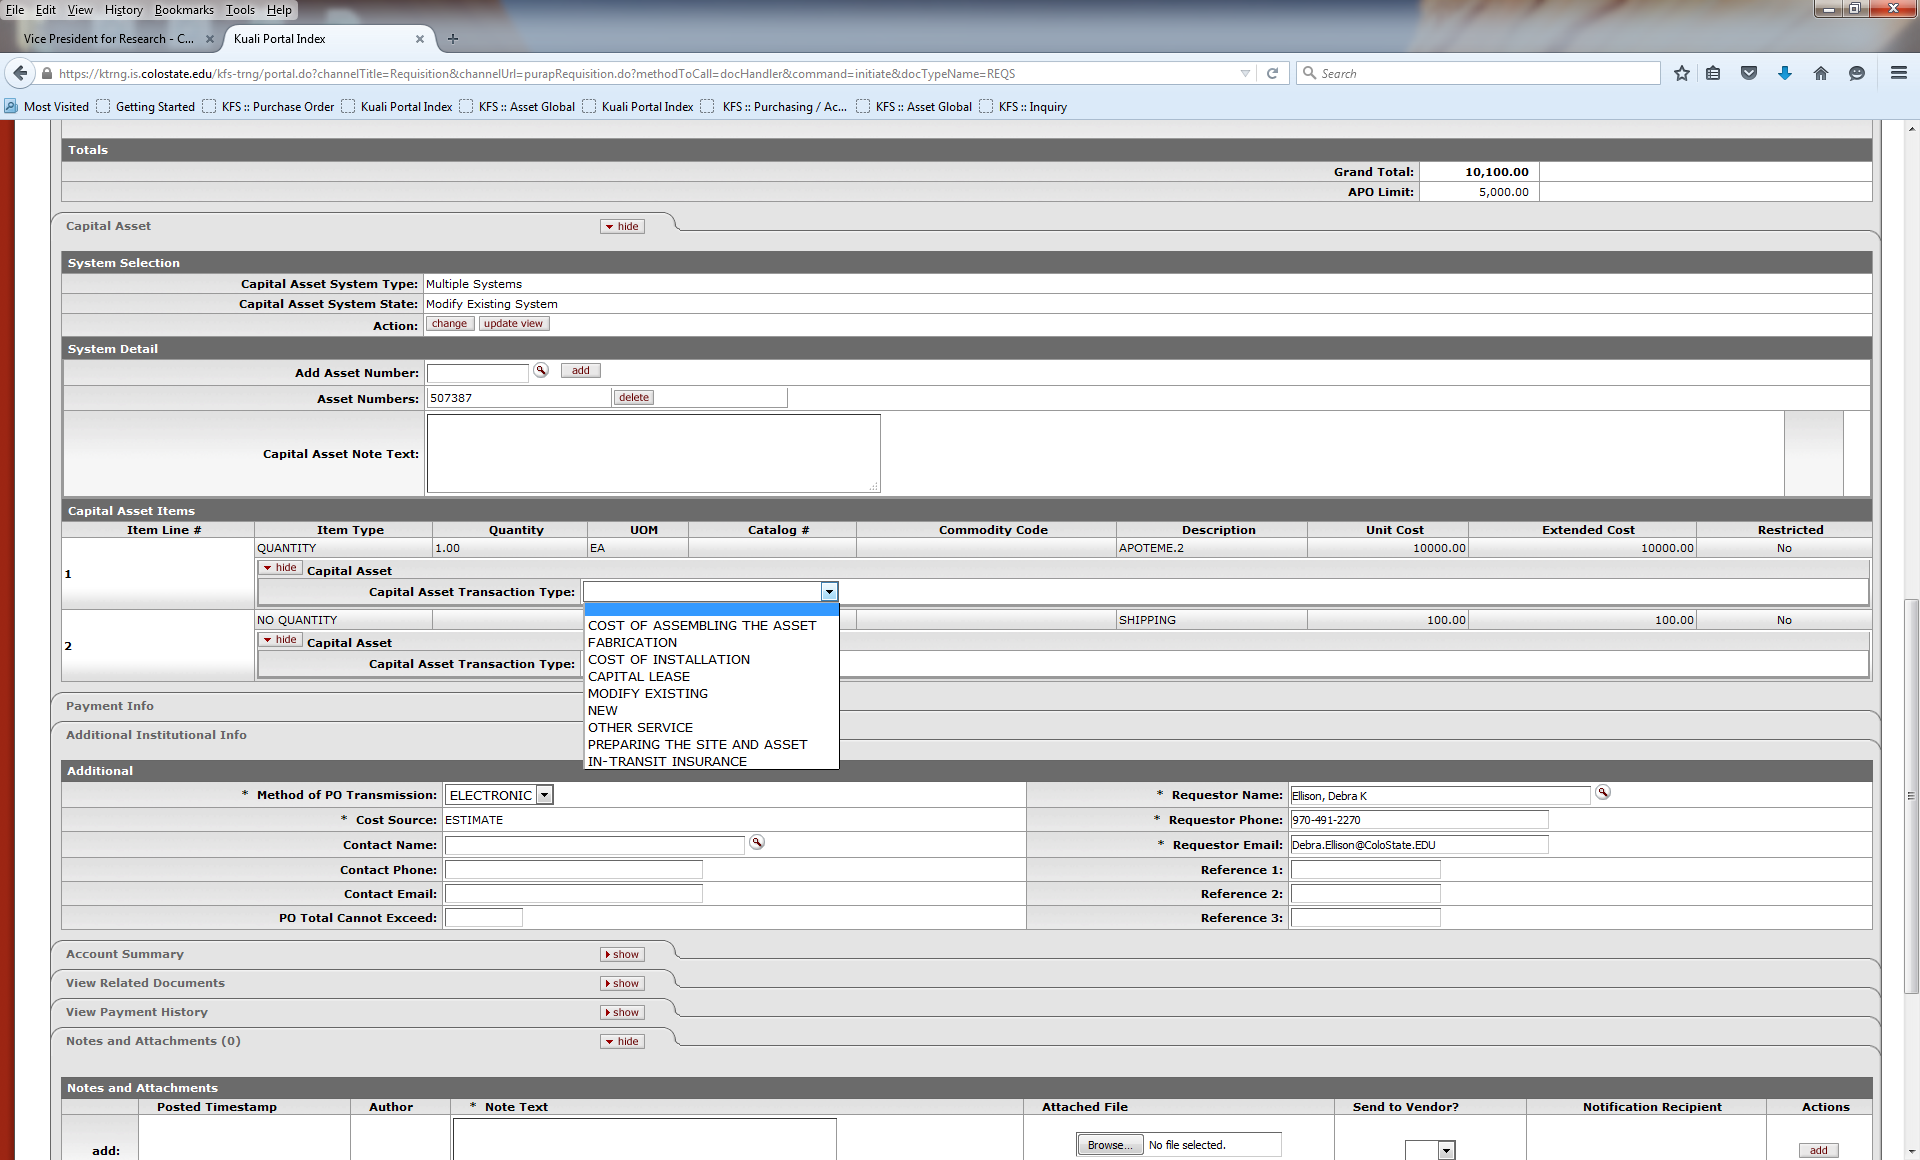 File Edit View History Bookmarks Tools Help
Vice President for Research - C... × Kuali Portal Index × +
https://ktrng.is.colostate.edu/kfs-trng/portal.do?channelTitle=Requisition&channelUrl=purapRequisition.do?methodToCall=docHandler&command=initiate&docTypeName=REQS Search
Most Visited Getting Started KFS :: Purchase Order Kuali Portal Index KFS :: Asset Global Kuali Portal Index KFS :: Purchasing / Ac... KFS :: Asset Global KFS :: Inquiry
Totals
Grand Total: 10,100.00
APO Limit: 5,000.00
Capital Asset hide
System Selection
Capital Asset System Type: Multiple Systems
Capital Asset System State: Modify Existing System
Action: change update view
System Detail
Add Asset Number: add
Asset Numbers: 507387 delete
Capital Asset Note Text:
Capital Asset Items
Item Line # Item Type Quantity UOM Catalog # Commodity Code Description Unit Cost Extended Cost Restricted
1 QUANTITY 1.00 EA APOTEME.2 10000.00 10000.00 No
hide Capital Asset
Capital Asset Transaction Type:
2 NO QUANTITY SHIPPING 100.00 100.00 No
hide Capital Asset
Capital Asset Transaction Type:
COST OF ASSEMBLING THE ASSET
FABRICATION
COST OF INSTALLATION
CAPITAL LEASE
MODIFY EXISTING
NEW
OTHER SERVICE
PREPARING THE SITE AND ASSET
IN-TRANSIT INSURANCE
Payment Info
Additional Institutional Info
Additional
* Method of PO Transmission: ELECTRONIC * Requestor Name: Ellison, Debra K
* Cost Source: ESTIMATE * Requestor Phone: 970-491-2270
Contact Name: * Requestor Email: Debra.Ellison@ColoState.EDU
Contact Phone: Reference 1:
Contact Email: Reference 2:
PO Total Cannot Exceed: Reference 3:
Account Summary show
View Related Documents show
View Payment History show
Notes and Attachments (0) hide
Notes and Attachments
Posted Timestamp Author * Note Text Attached File Send to Vendor? Notification Recipient Actions
add: Browse... No file selected. add